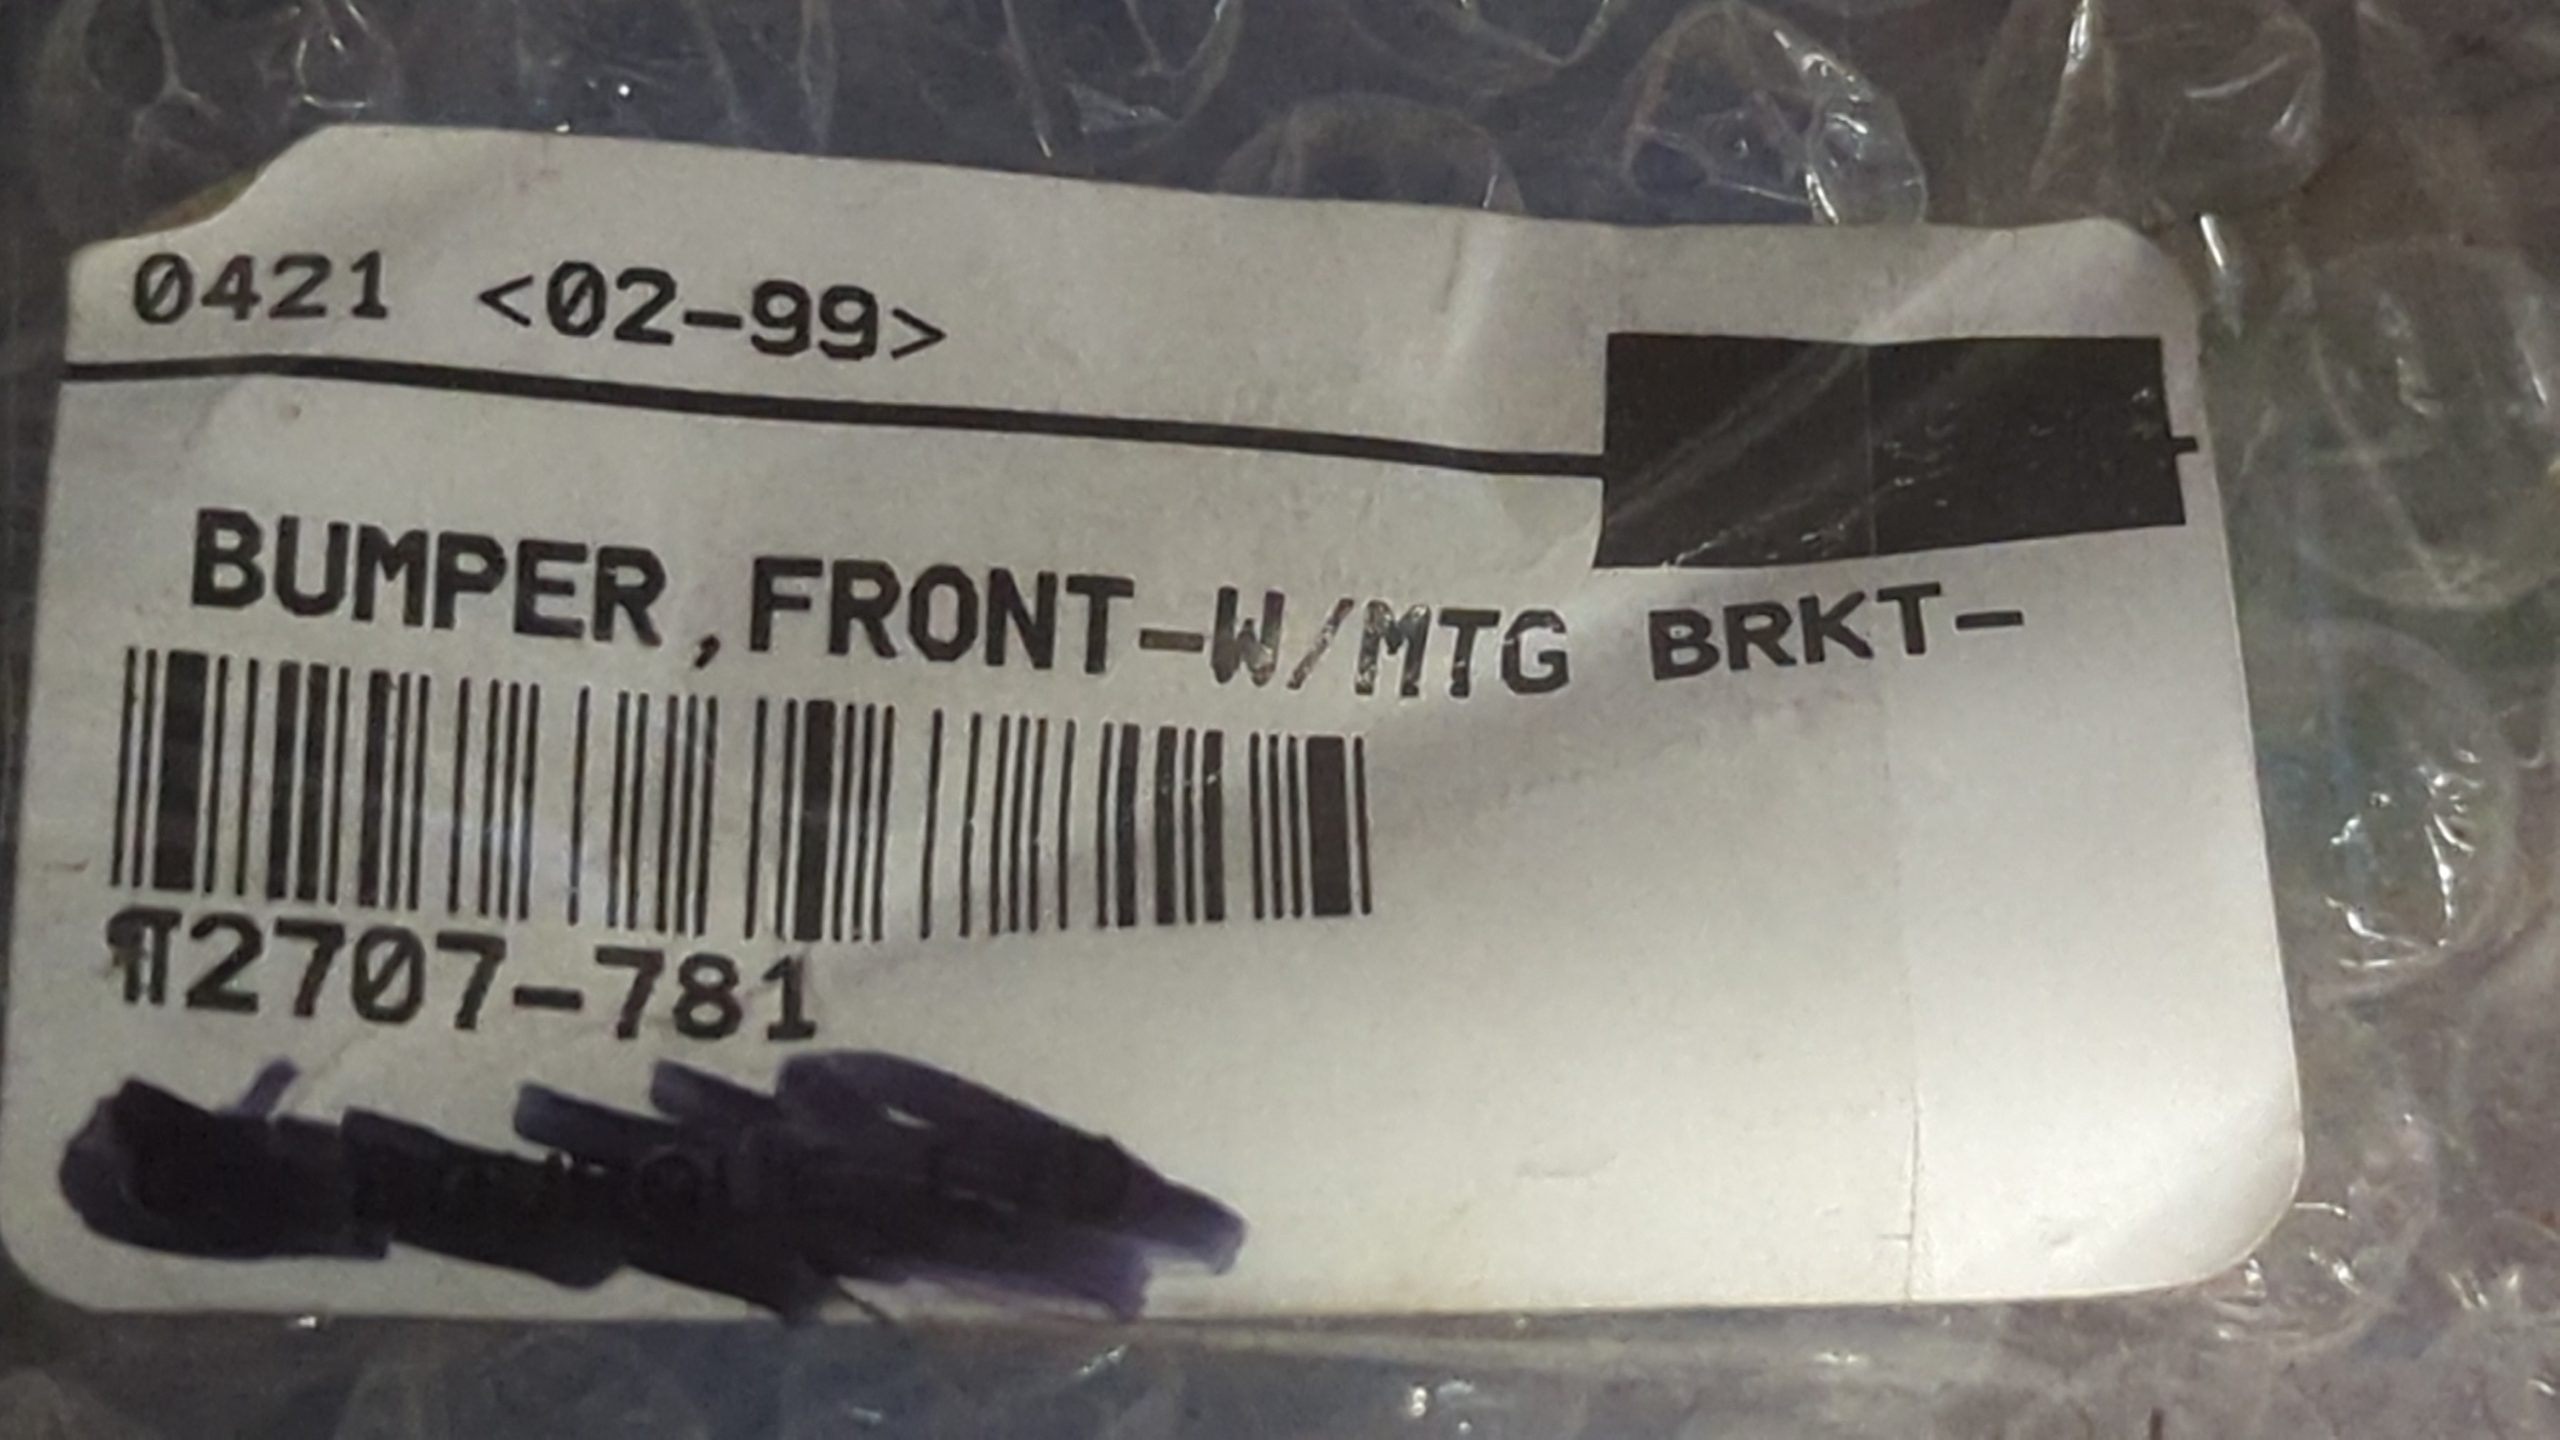 0421 <02-99>
BUMPER,FRONT-W/MTG BRKT-
¶2707-781